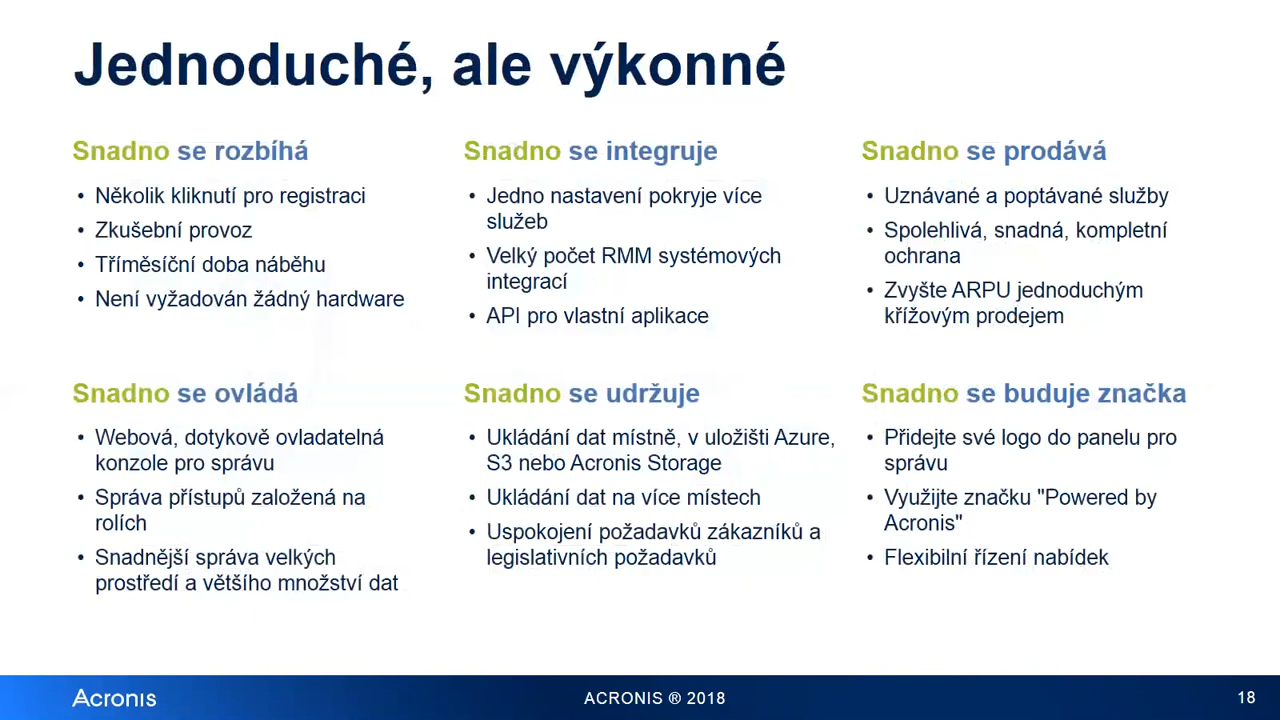 Jednoduché, ale výkonné
Snadno se rozbíhá
• Několik kliknutí pro registraci
• Zkušební provoz
• Tříměsíční doba náběhu
• Není vyžadován žádný hardware
Snadno se integruje
• Jedno nastavení pokryje více
služeb
• Velký počet RMM systémových
integrací
• API pro vlastní aplikace
Snadno se prodává
• Uznávané a poptávané služby
• Spolehlivá, snadná, kompletní
ochrana
• Zvyšte ARPU jednoduchým
křížovým prodejem
Snadno se ovládá
• Webová, dotykově ovladatelná
konzole pro správu
• Správa přístupů založená na
rolích
• Snadnější správa velkých
prostředí a většího množství dat
Snadno se udržuje
• Ukládání dat místně, v uložišti Azure,
S3 nebo Acronis Storage
• Ukládání dat na více místech
• Uspokojení požadavků zákazníků a
legislativních požadavků
Snadno se buduje značka
• Přidejte své logo do panelu pro
správu
• Využijte značku "Powered by
Acronis"
• Flexibilní řízení nabídek
Acronis
ACRONIS ® 2018
18